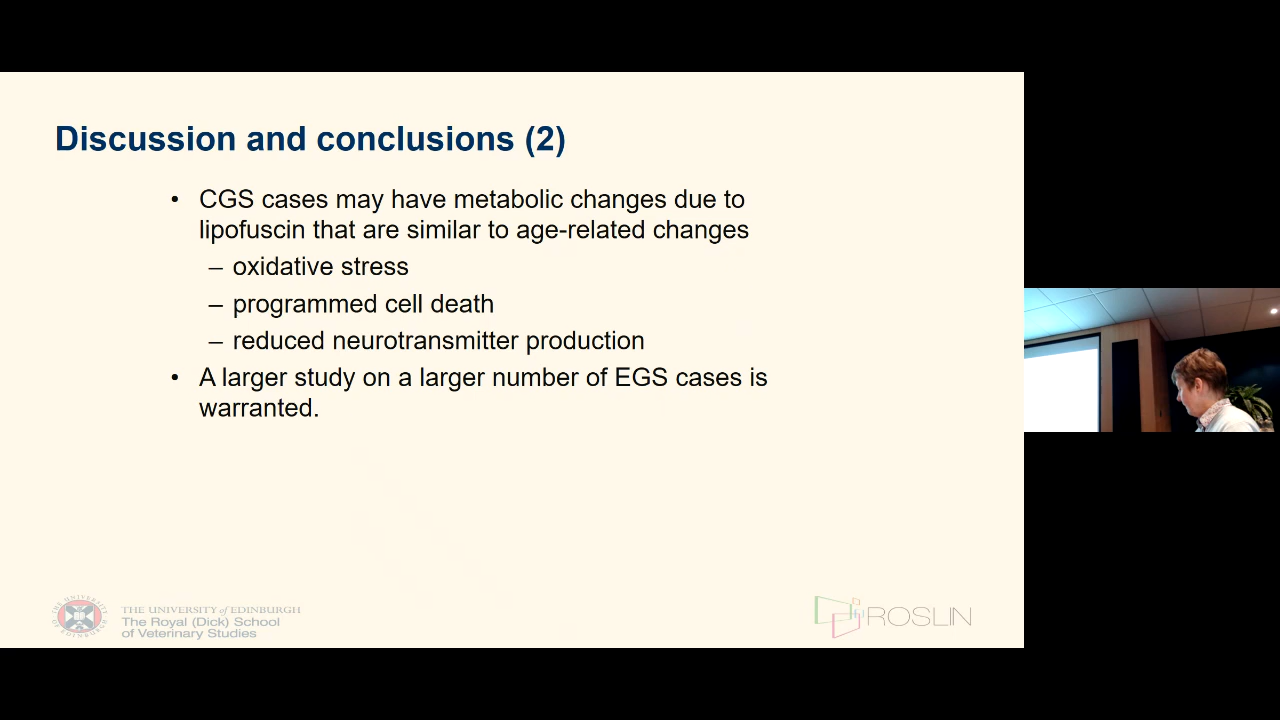 Discussion and conclusions (2)
• CGS cases may have metabolic changes due to
lipofuscin that are similar to age-related changes
– oxidative stress
– programmed cell death
– reduced neurotransmitter production
• A larger study on a larger number of EGS cases is
warranted.
THE UNIVERSITY of EDINBURGH
The Royal (Dick) School
of Veterinary Studies
ROSLIN